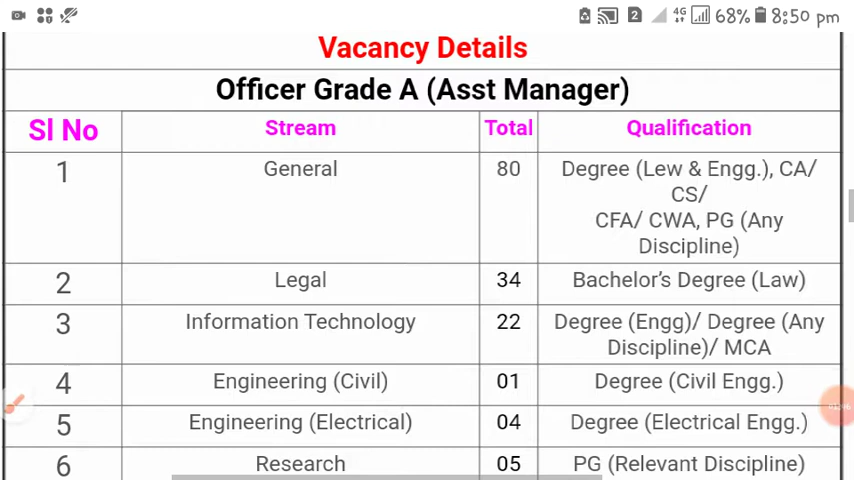 4G 68% 8:50 pm
Vacancy Details
Officer Grade A (Asst Manager)
Sl No Stream Total Qualification
1 General 80 Degree (Lew & Engg.), CA/
CS/
CFA/ CWA, PG (Any
Discipline)
2 Legal 34 Bachelor's Degree (Law)
3 Information Technology 22 Degree (Engg)/ Degree (Any
Discipline)/ MCA
4 Engineering (Civil) 01 Degree (Civil Engg.)
5 Engineering (Electrical) 04 Degree (Electrical Engg.)
6 Research 05 PG (Relevant Discipline)